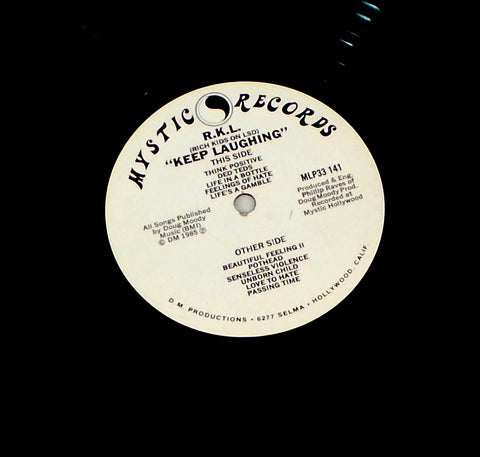 MYSTIC RECORDS
R.K.L.
(RICH KIDS ON LSD)
"KEEP LAUGHING"
THIS SIDE
THINK POSITIVE
DED TEDS
LIFE IN A BOTTLE
FEELINGS OF HATE
LIFE'S A GAMBLE
MLP33 141
Produced & Eng.
Phillip Raves of
Doug Moody Prod.
Recorded at
Mystic Hollywood
All Songs Published
by Doug Moody
Music (BMI)
© DM 1985 ℗
OTHER SIDE
BEAUTIFUL FEELING II
POTHEAD
SENSELESS VIOLENCE
UNBORN CHILD
LOVE TO HATE
PASSING TIME
D.M. PRODUCTIONS • 6277 SELMA • HOLLYWOOD, CALIF